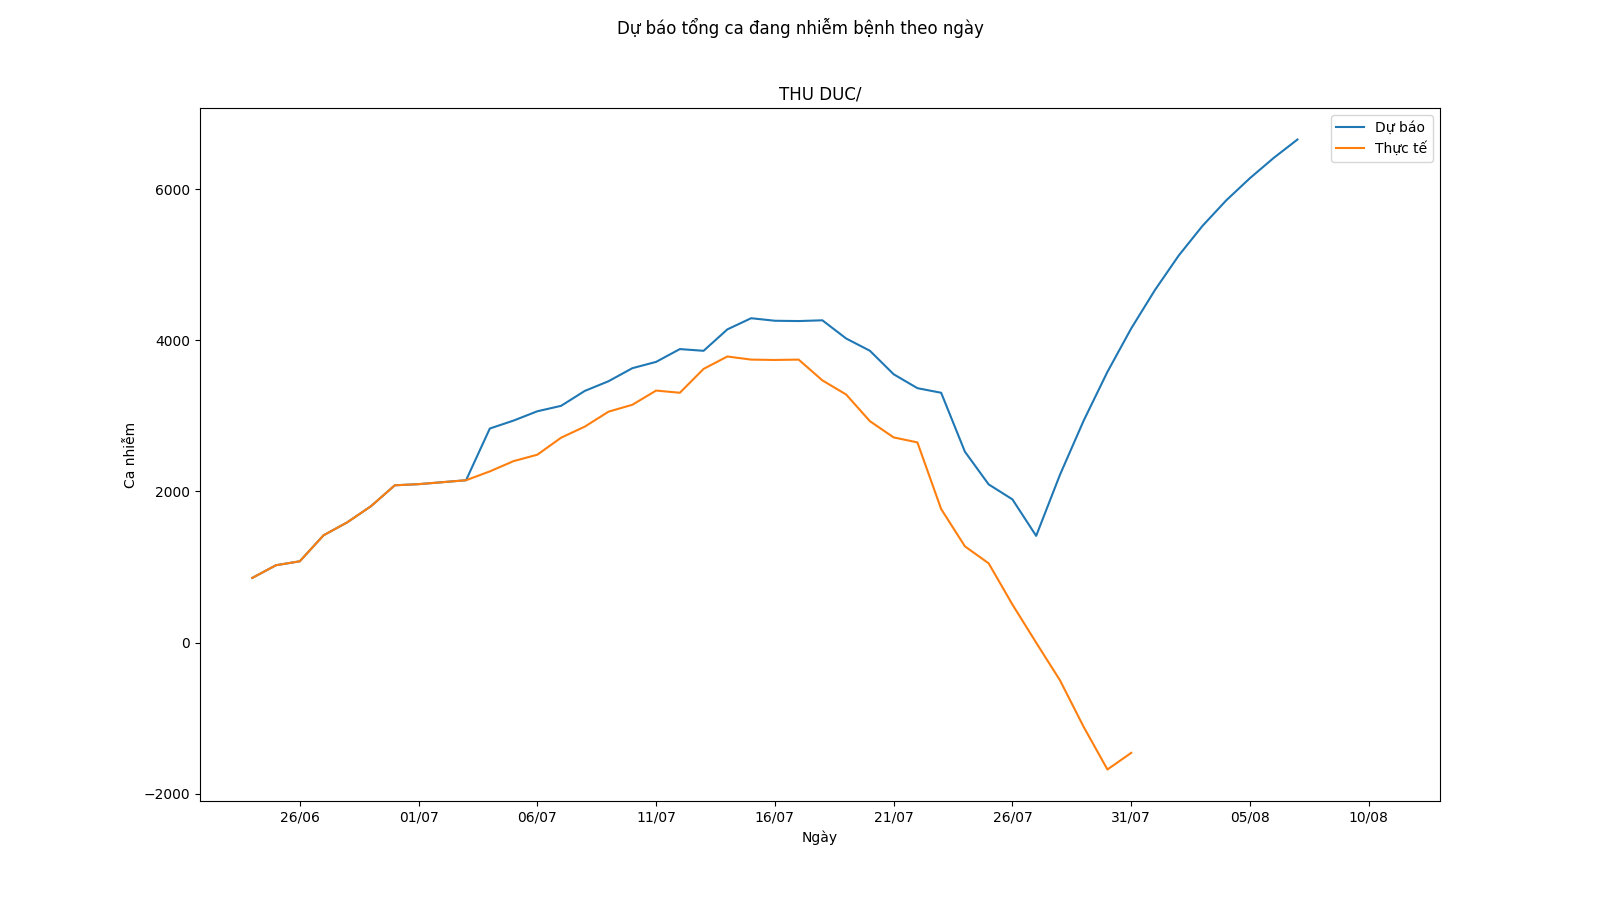 Dự báo tổng ca đang nhiễm bệnh theo ngày
THU DUC/
Dự báo
Thực tế
6000
4000
2000
0
−2000
Ca nhiễm
26/06
01/07
06/07
11/07
16/07
21/07
26/07
31/07
05/08
10/08
Ngày